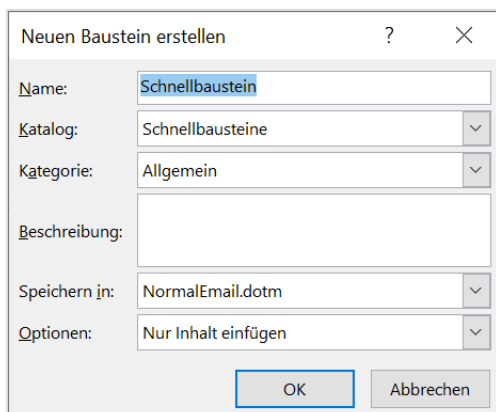 Neuen Baustein erstellen ?
Name: Schnellbaustein
Katalog: Schnellbausteine
Kategorie: Allgemein
Beschreibung:
Speichern in: NormalEmail.dotm
Optionen: Nur Inhalt einfügen
OK Abbrechen